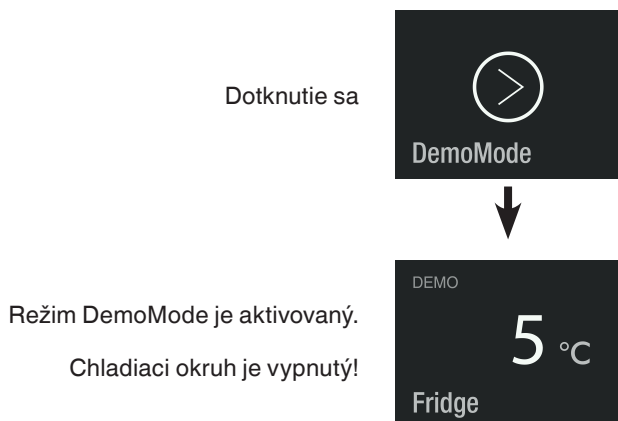 Dotknutie sa
DemoMode
DEMO
5 °C
Režim DemoMode je aktivovaný.
Chladiaci okruh je vypnutý!
Fridge